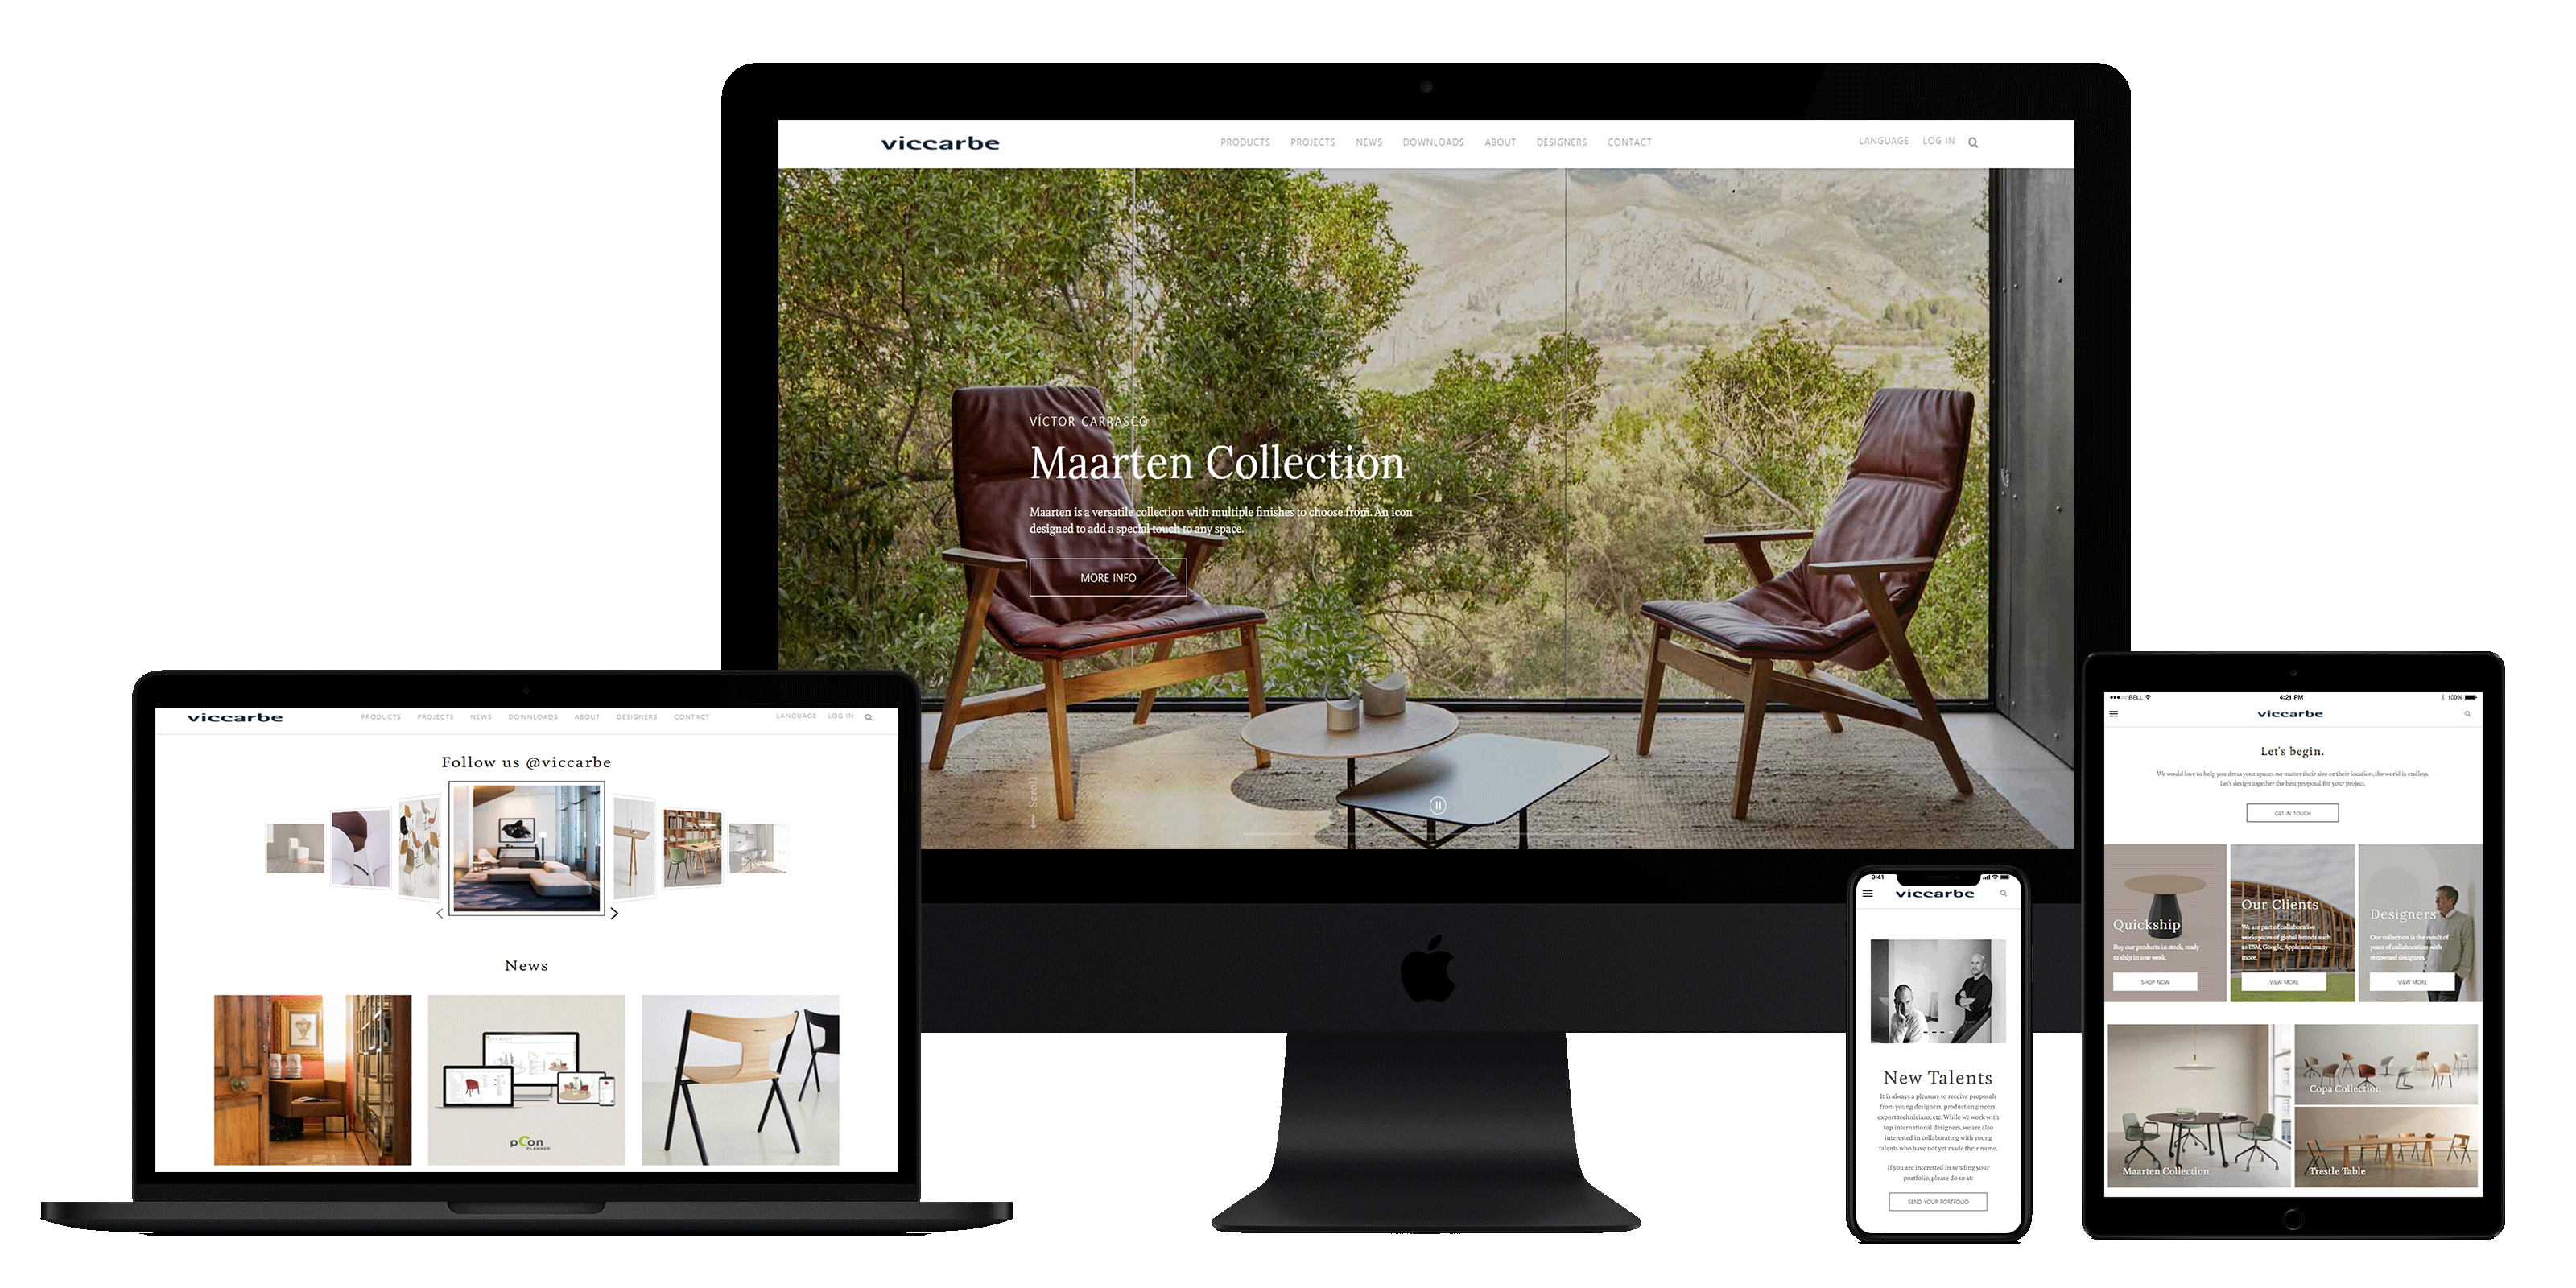 viccarbe
PRODUCTS PROJECTS NEWS DOWNLOADS ABOUT DESIGNERS CONTACT
LANGUAGE LOG IN
VÍCTOR CARRASCO
Maarten Collection
Maarten is a versatile collection with multiple finishes to choose from. An icon
designed to add a special touch to any space.
MORE INFO
Scroll
viccarbe
PRODUCTS PROJECTS NEWS DOWNLOADS ABOUT DESIGNERS CONTACT
LANGUAGE LOG IN
Follow us @viccarbe
News
pCon
PLANNER
9:41
viccarbe
New Talents
It is always a pleasure to receive proposals
from young designers, product engineers,
expert technicians, etc. While we work with
top international designers, we are also
interested in collaborating with young
talents who have not yet made their name.
If you are interested in sending your
portfolio, please do so at:
SEND YOUR PORTFOLIO
BELL
4:21 PM
100%
viccarbe
Let's begin.
We would love to help you dress your spaces no matter their size or their location, the world is endless.
Let's design together the best proposal for your project.
GET IN TOUCH
Quickship
Buy our products in stock, ready
to ship in one week.
SHOP NOW
Our Clients
We are part of collaborative
workspaces of global brands such
as IBM, Google, Apple and many
more.
VIEW MORE
Designers
Our collection is the result of
years of collaboration with
renowned designers.
VIEW MORE
Maarten Collection
Copa Collection
Trestle Table